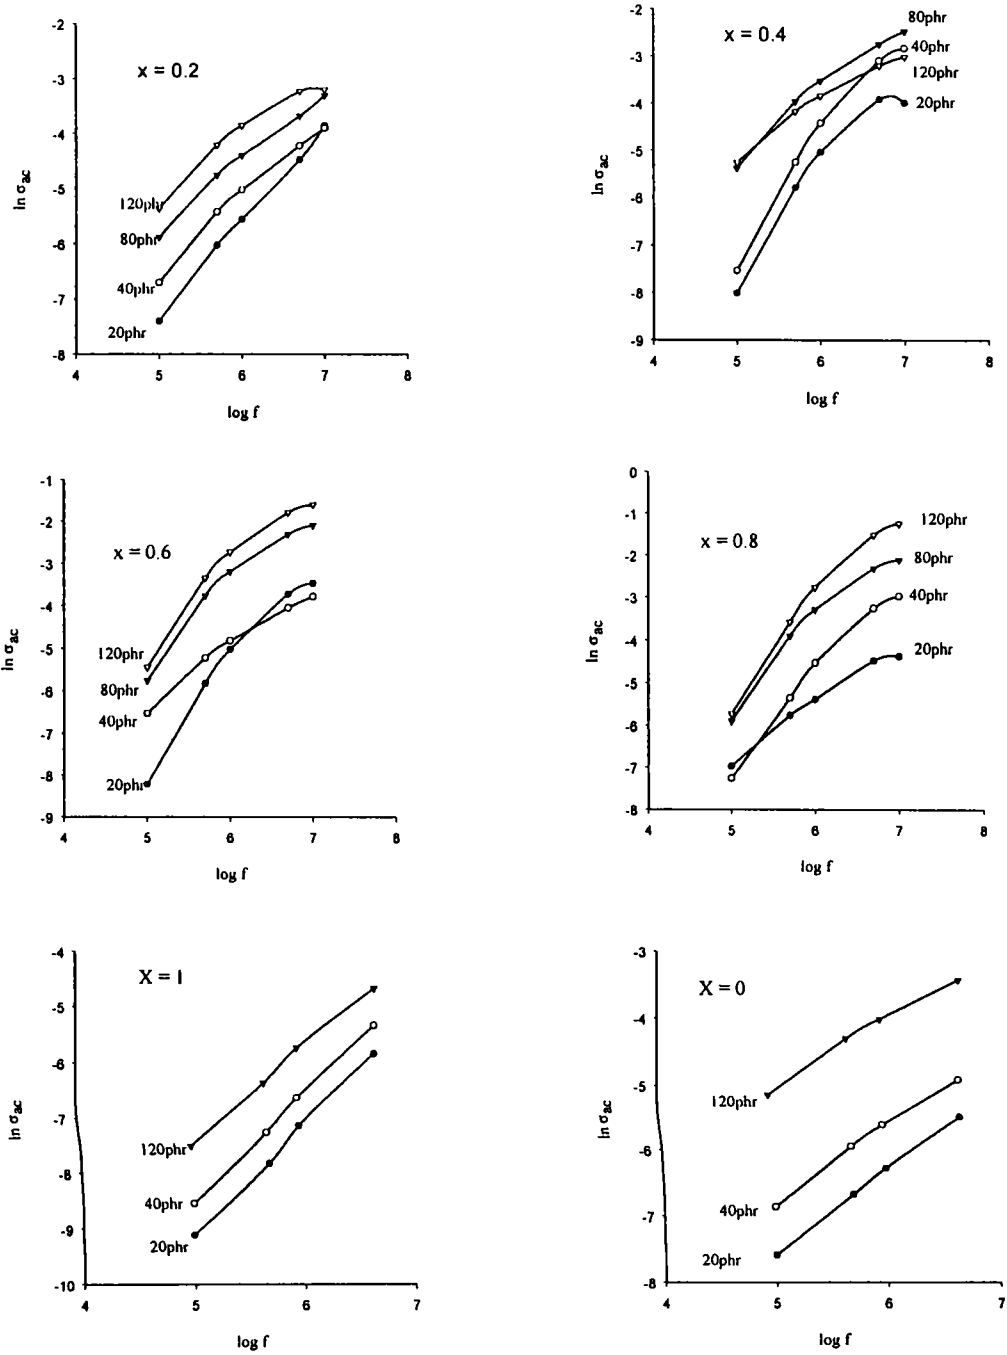 x = 0.2
ln σac
-2
-3
-4
-5
-6
-7
-8
120phr
80phr
40phr
20phr
4 5 6 7 8
log f
x = 0.4
ln σac
-2
-3
-4
-5
-6
-7
-8
-9
80phr
40phr
120phr
20phr
4 5 6 7 8
log f
x = 0.6
ln σac
-1
-2
-3
-4
-5
-6
-7
-8
-9
120phr
80phr
40phr
20phr
4 5 6 7 8
log f
x = 0.8
ln σac
0
-1
-2
-3
-4
-5
-6
-7
-8
120phr
80phr
40phr
20phr
4 5 6 7 8
log f
X = 1
ln σac
-4
-5
-6
-7
-8
-9
-10
120phr
40phr
20phr
4 5 6 7
log f
X = 0
ln σac
-3
-4
-5
-6
-7
-8
120phr
40phr
20phr
4 5 6 7
log f